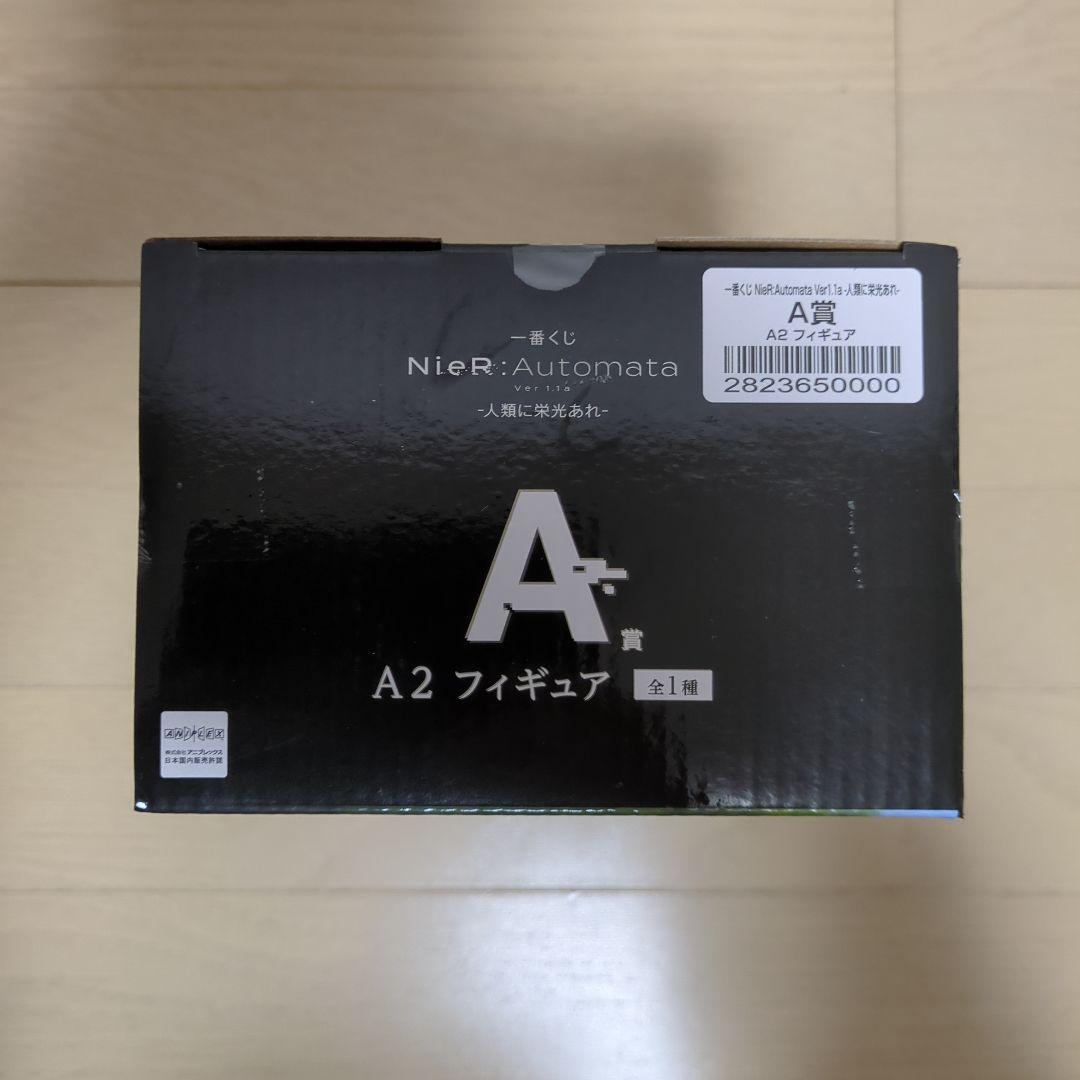 一番くじ
NieR:Automata
Ver 1.1a
-人類に栄光あれ-
一番くじ NieR:Automata Ver1.1a -人類に栄光あれ-
A賞
A2 フィギュア
2823650000
A賞
A2 フィギュア 全1種
ANIPLEX
株式会社アニプレックス
日本国内販売許諾